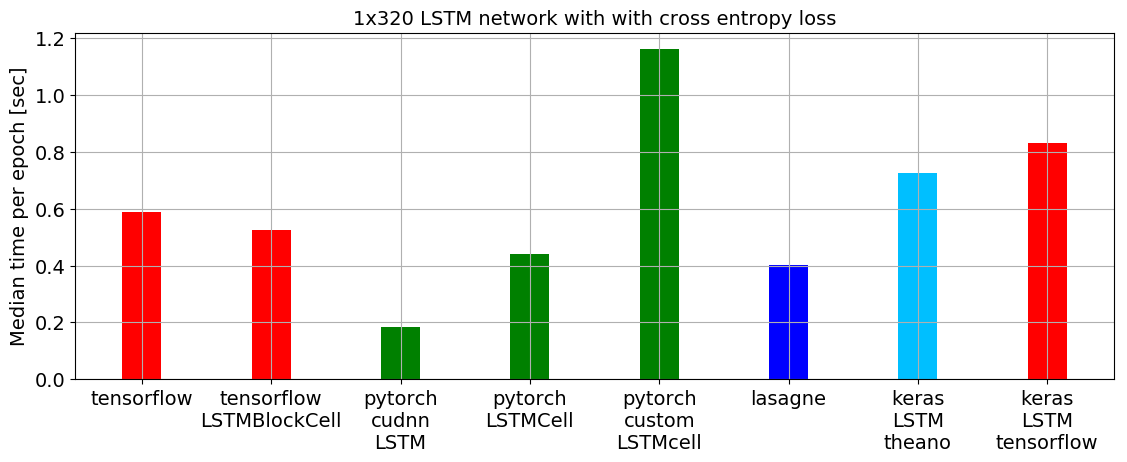 1x320 LSTM network with with cross entropy loss
Median time per epoch [sec]
1.2
1.0
0.8
0.6
0.4
0.2
0.0
tensorflow
tensorflow
LSTMBlockCell
pytorch
cudnn
LSTM
pytorch
LSTMCell
pytorch
custom
LSTMcell
lasagne
keras
LSTM
theano
keras
LSTM
tensorflow